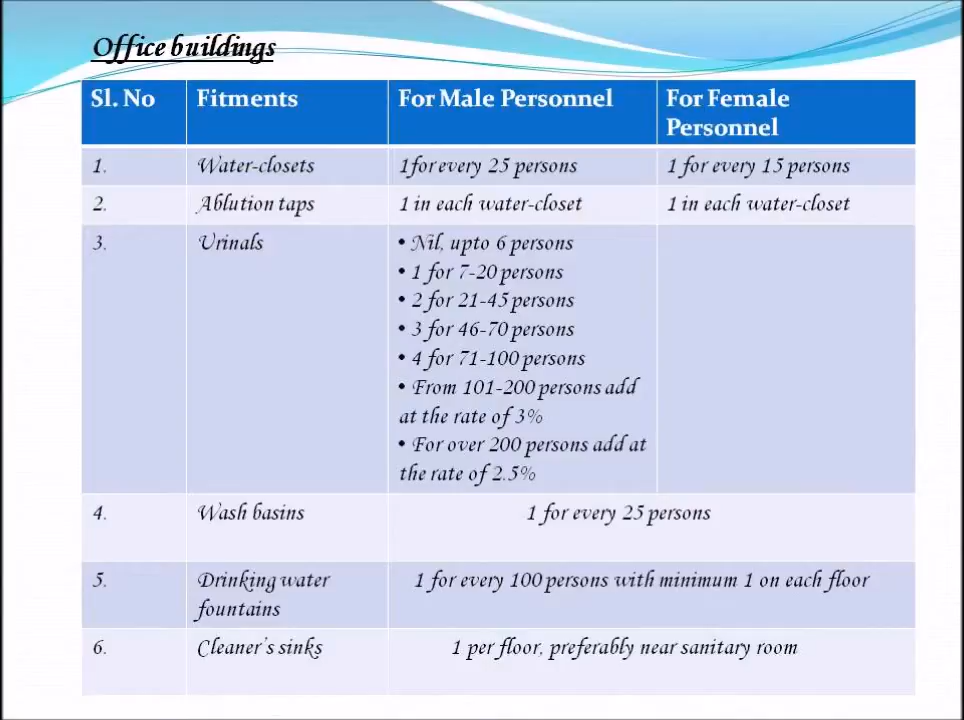 Office buildings
Sl. No Fitments For Male Personnel For Female
Personnel
1. Water-closets 1for every 25 persons 1 for every 15 persons
2. Ablution taps 1 in each water-closet 1 in each water-closet
3. Urinals • Nil, upto 6 persons
• 1 for 7-20 persons
• 2 for 21-45 persons
• 3 for 46-70 persons
• 4 for 71-100 persons
• From 101-200 persons add
at the rate of 3%
• For over 200 persons add at
the rate of 2.5%
4. Wash basins 1 for every 25 persons
5. Drinking water 1 for every 100 persons with minimum 1 on each floor
fountains
6. Cleaner's sinks 1 per floor, preferably near sanitary room